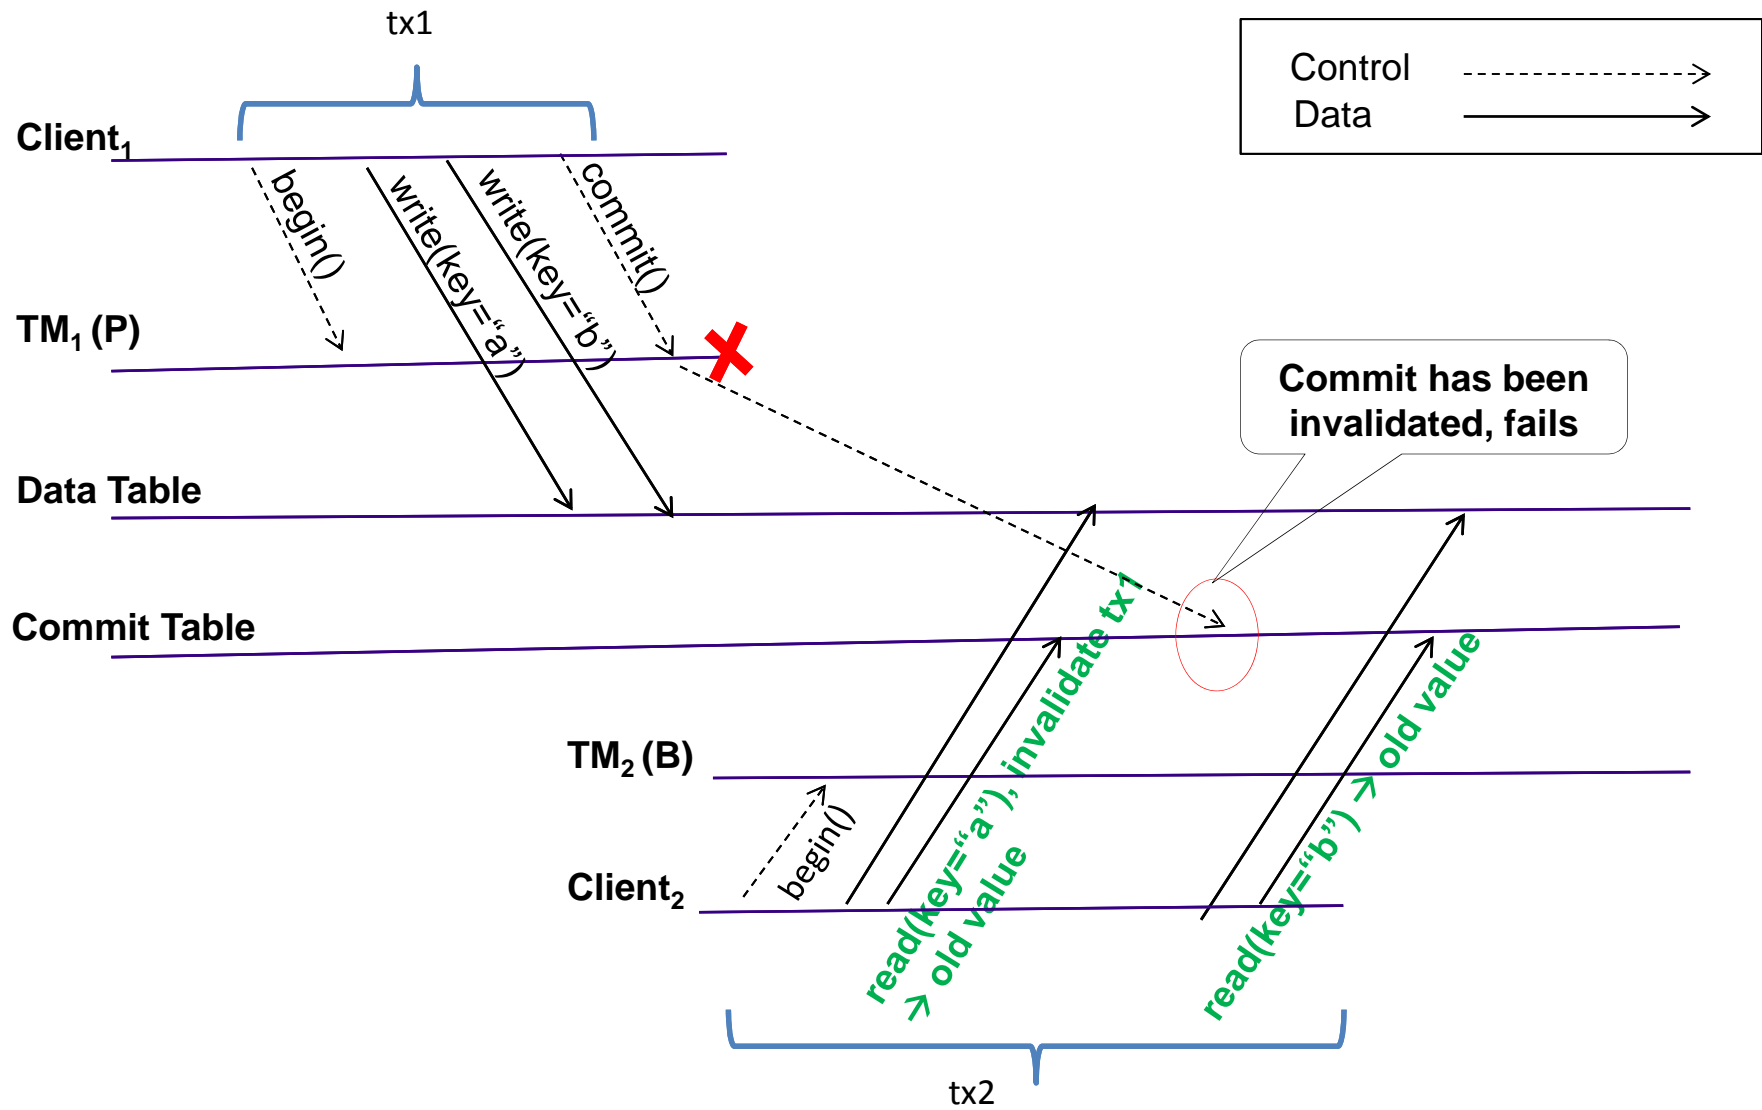 tx1
Control
Data
Client1
begin()
write(key=“a”)
write(key=“b”)
commit()
TM1 (P)
Commit has been
invalidated, fails
Data Table
Commit Table
TM2 (B)
begin()
Client2
read(key=“a”), invalidate tx1
→ old value
read(key=“b”) → old value
tx2